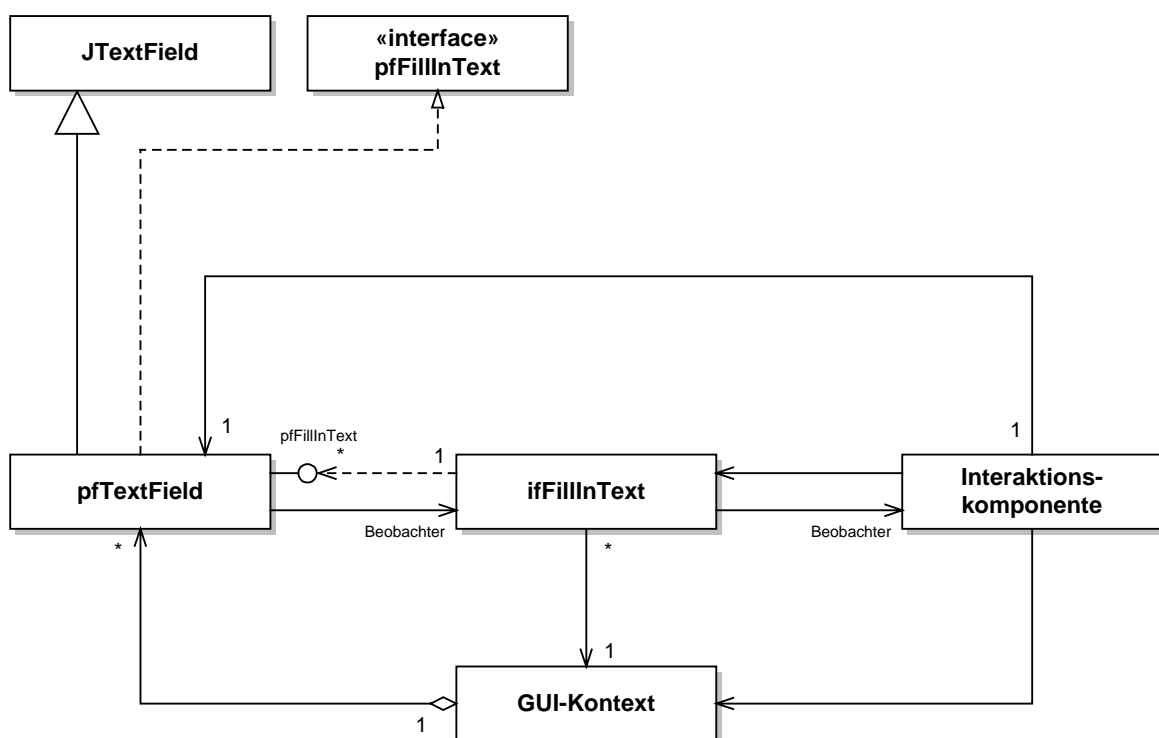 JTextField
«interface»
pfFillInText
1
pfFillInText
*
1
1
pfTextField
ifFillInText
Interaktions-
komponente
*
Beobachter
*
Beobachter
1
GUI-Kontext
1